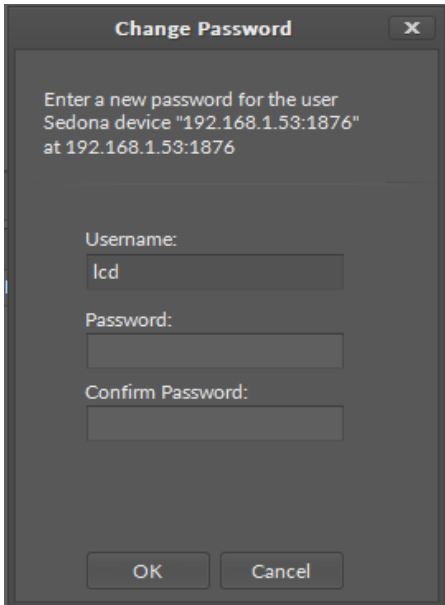 Change Password
x
Enter a new password for the user
Sedona device "192.168.1.53:1876"
at 192.168.1.53:1876
Username:
lcd
Password:
Confirm Password:
OK
Cancel